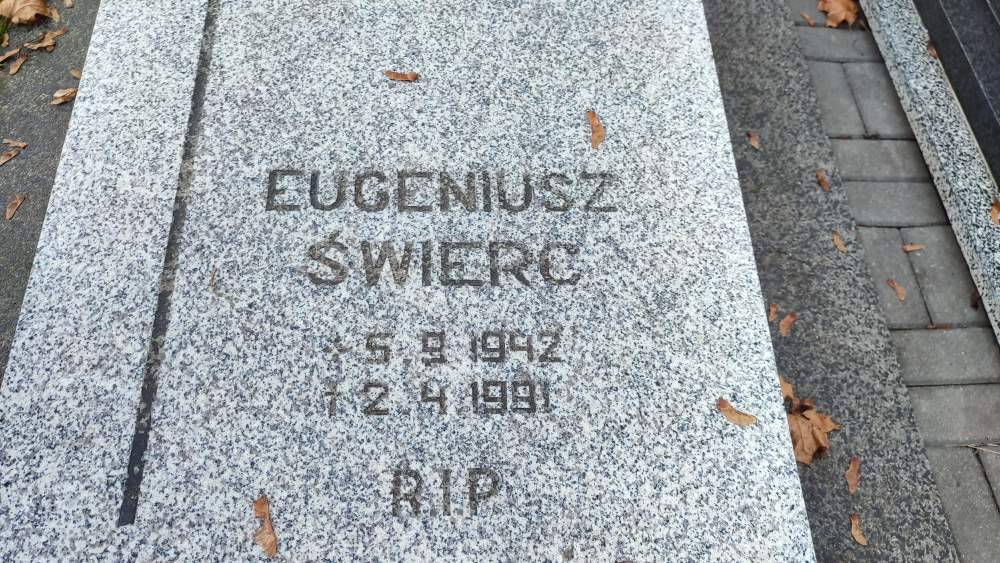 EUGENIUSZ
ŚWIERC
* 5.9.1942
† 2.4.1991
R.I.P